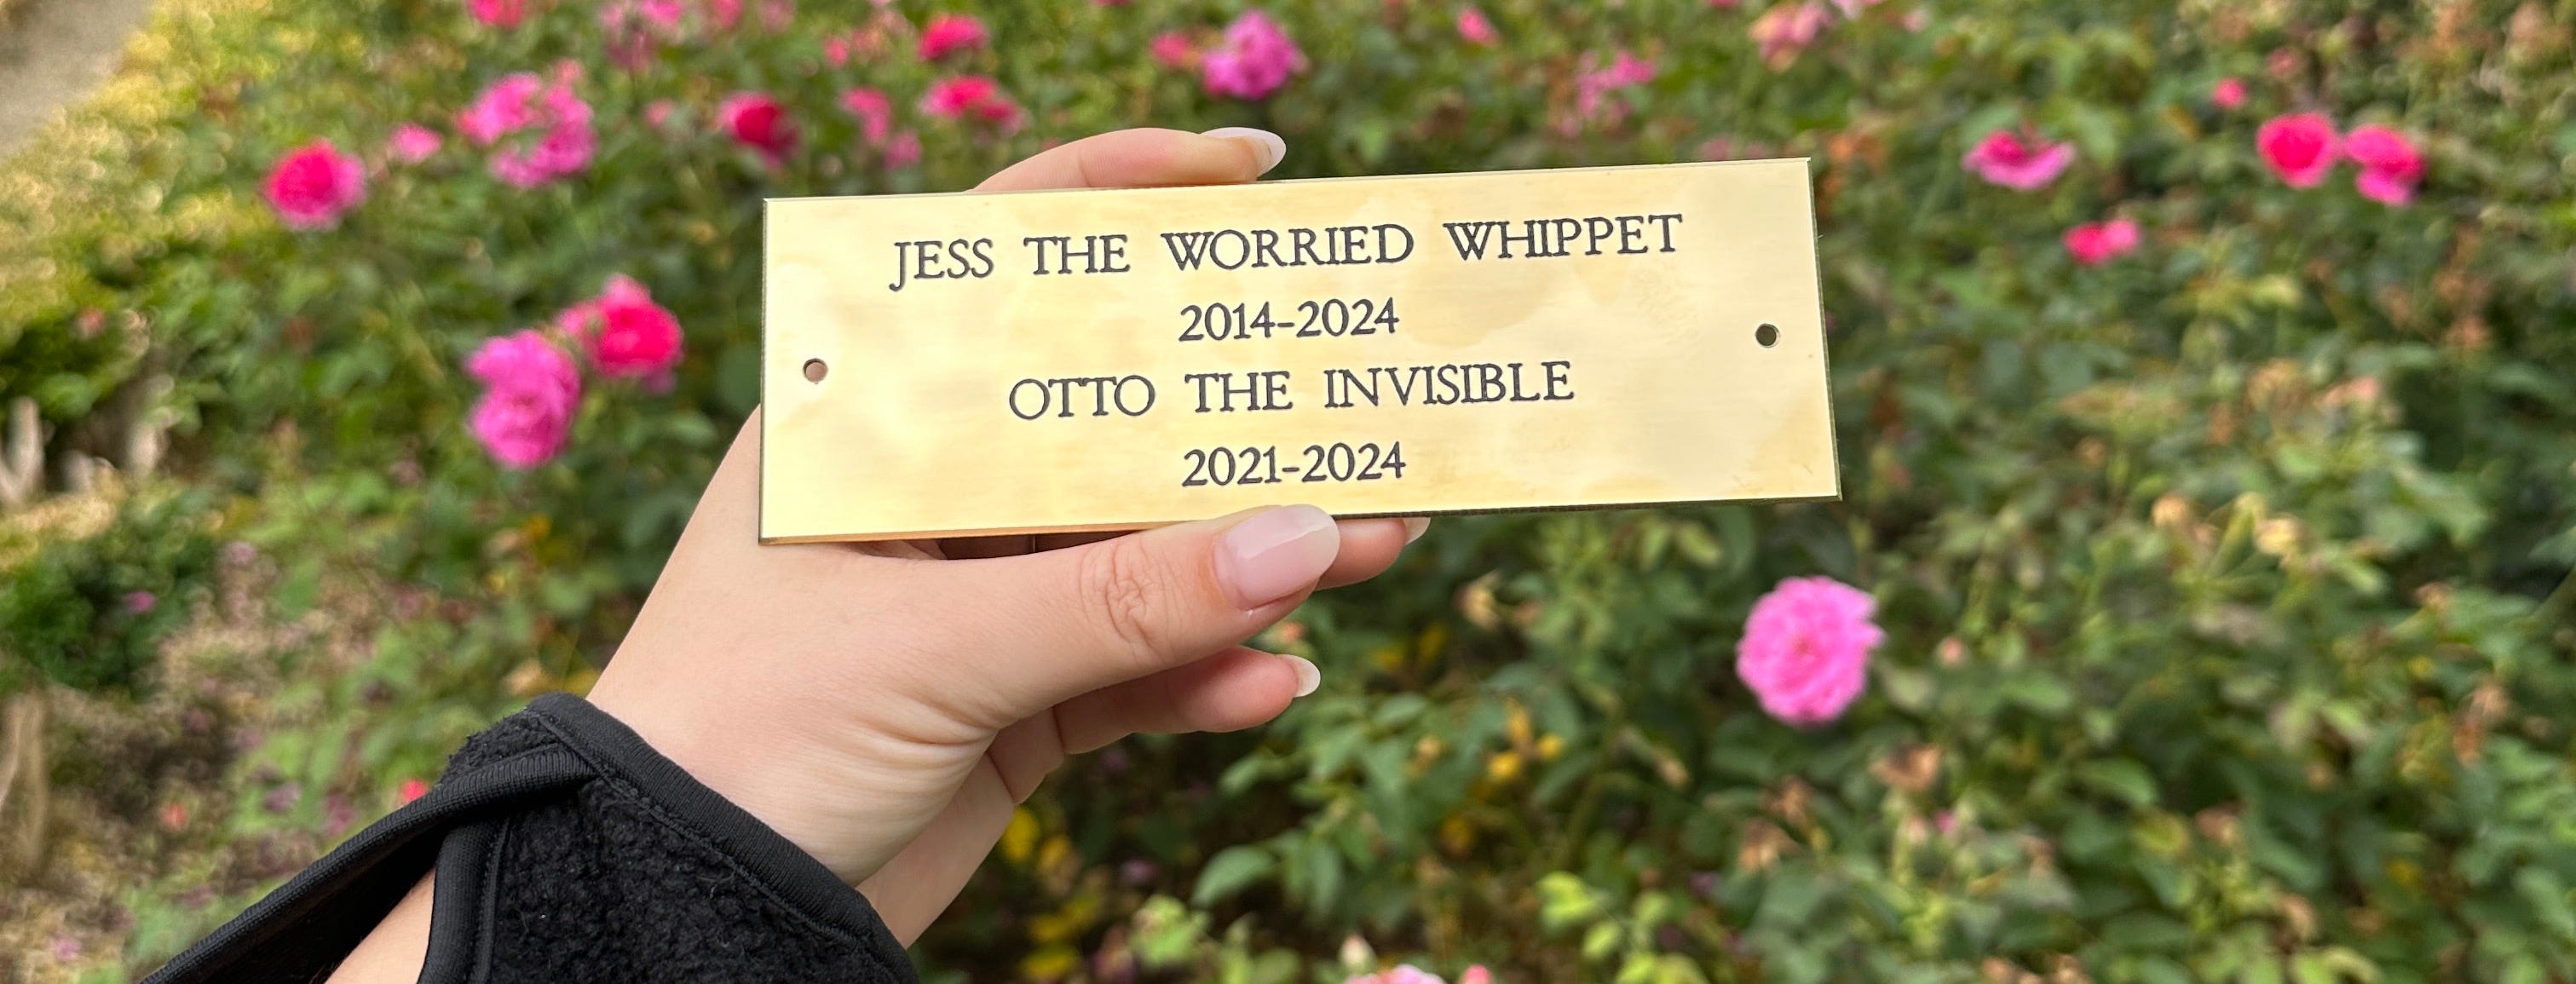 JESS THE WORRIED WHIPPET
2014-2024
OTTO THE INVISIBLE
2021-2024